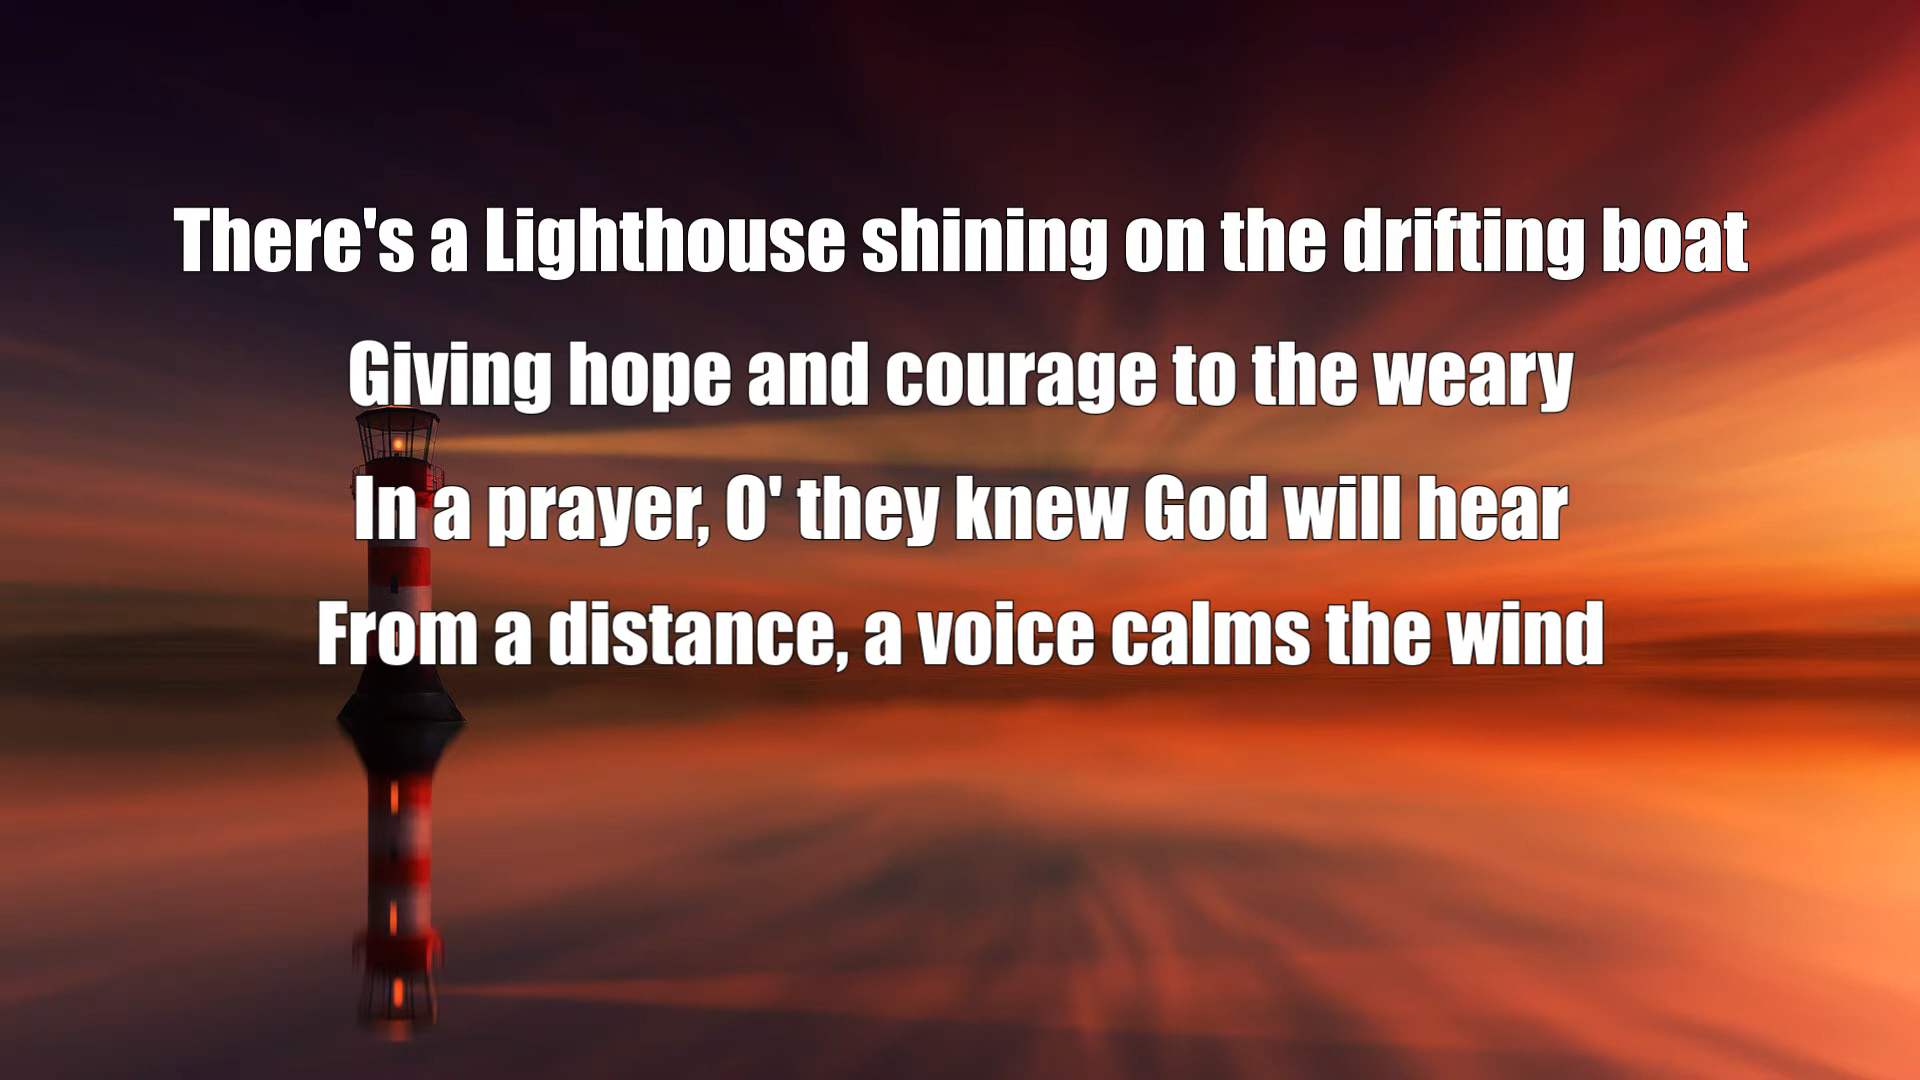 There's a Lighthouse shining on the drifting boat
Giving hope and courage to the weary
In a prayer, O' they knew God will hear
From a distance, a voice calms the wind